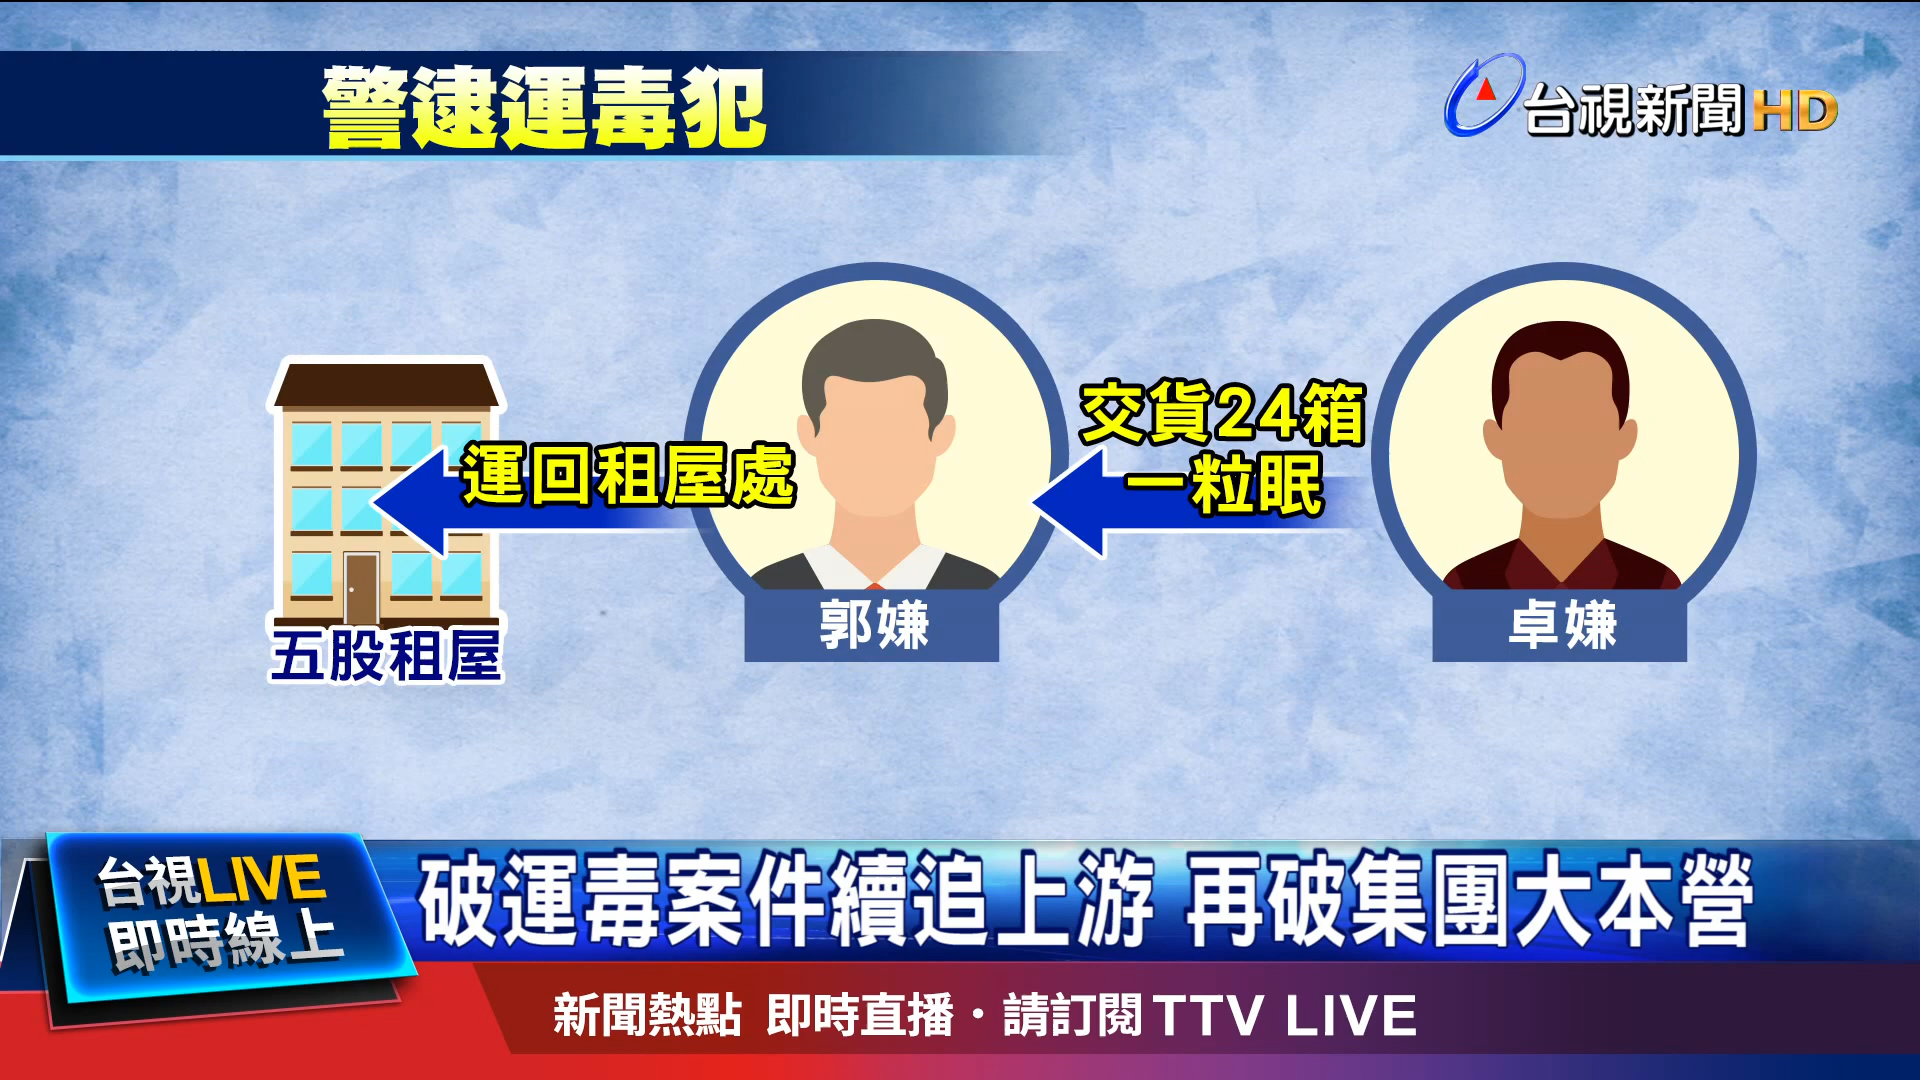 警逮運毒犯
台視新聞HD
交貨24箱
一粒眠
運回租屋處
五股租屋
郭嫌
卓嫌
台視LIVE
即時線上
破運毒案件續追上游 再破集團大本營
新聞熱點 即時直播・請訂閱TTV LIVE